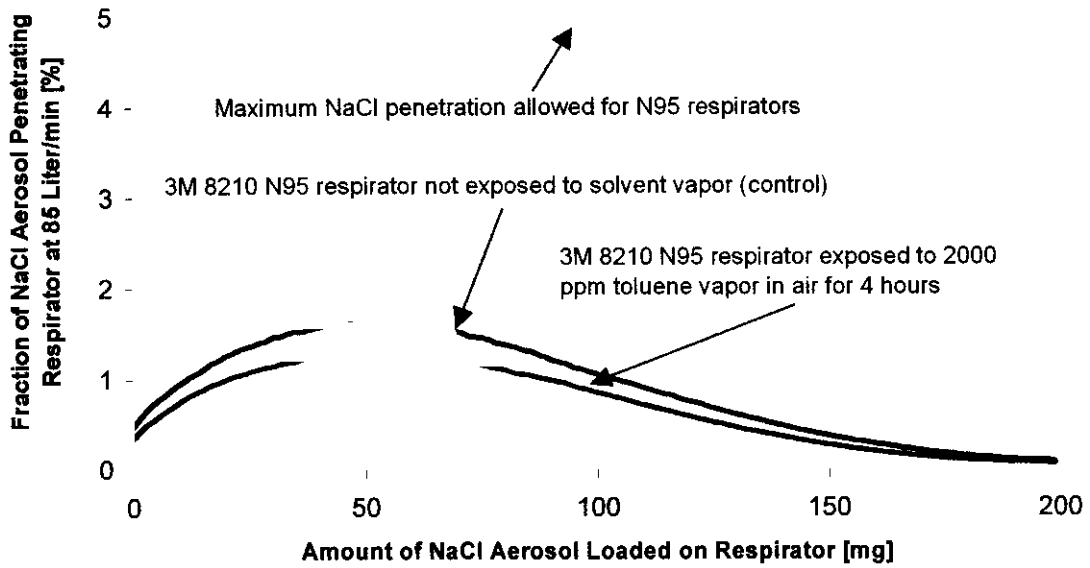 Fraction of NaCl Aerosol Penetrating
Respirator at 85 Liter/min [%]
5
4
3
2
1
0
Maximum NaCl penetration allowed for N95 respirators
3M 8210 N95 respirator not exposed to solvent vapor (control)
3M 8210 N95 respirator exposed to 2000
ppm toluene vapor in air for 4 hours
0
50
100
150
200
Amount of NaCl Aerosol Loaded on Respirator [mg]